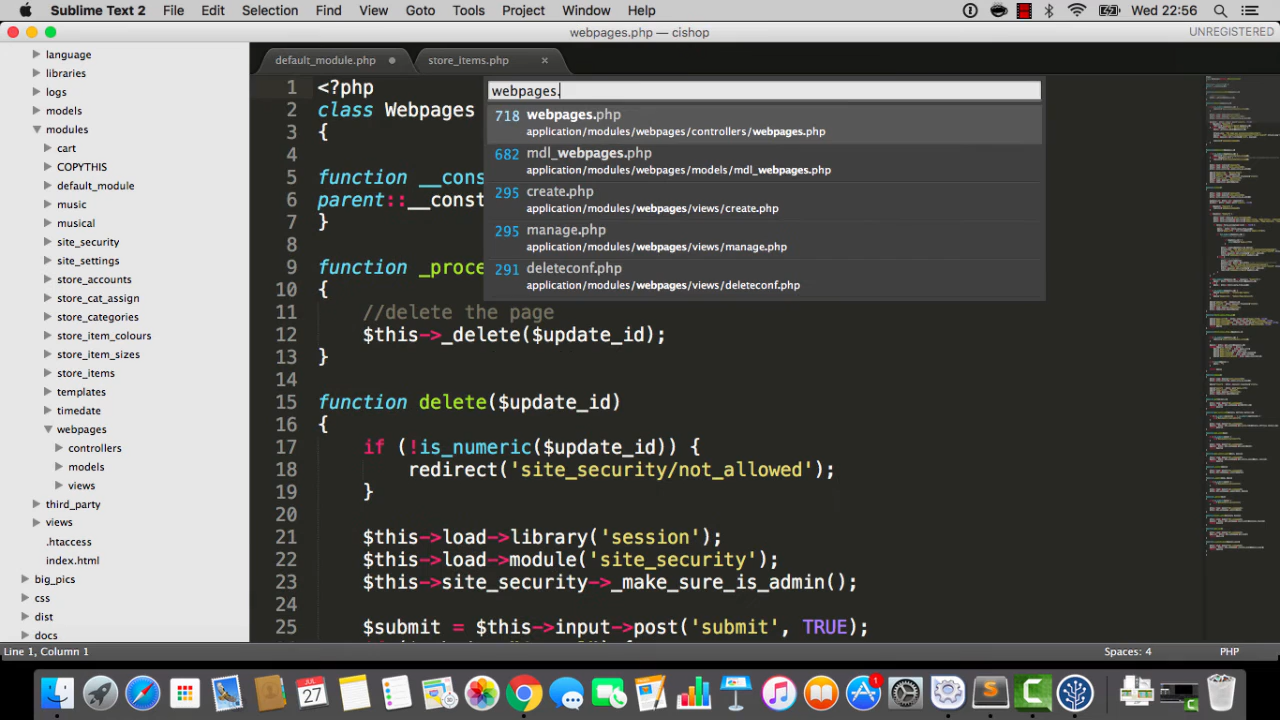 Sublime Text 2 File Edit Selection Find View Goto Tools Project Window Help Wed 22:56
webpages.php — cishop UNREGISTERED
language
libraries
logs
models
modules
cart
COPYTHIS
default_module
music
musical
site_security
site_settings
store_accounts
store_cat_assign
store_categories
store_item_colours
store_item_sizes
store_items
templates
timedate
webpages
controllers
models
views
third_party
views
.htaccess
index.html
big_pics
css
dist
docs
default_module.php store_items.php
webpages.
718 webpages.php
application/modules/webpages/controllers/webpages.php
682 mdl_webpages.php
application/modules/webpages/models/mdl_webpages.php
295 create.php
application/modules/webpages/views/create.php
295 manage.php
application/modules/webpages/views/manage.php
291 deleteconf.php
application/modules/webpages/views/deleteconf.php
1 <?php
2 class Webpages
3 {
4
5 function __cons
6 parent::__const
7 }
8
9 function _proce
10 {
11 //delete the page
12 $this->_delete($update_id);
13 }
14
15 function delete($update_id)
16 {
17 if (!is_numeric($update_id)) {
18 redirect('site_security/not_allowed');
19 }
20
21 $this->load->library('session');
22 $this->load->module('site_security');
23 $this->site_security->_make_sure_is_admin();
24
25 $submit = $this->input->post('submit', TRUE);
Line 1, Column 1 Spaces: 4 PHP
JUL
27
1